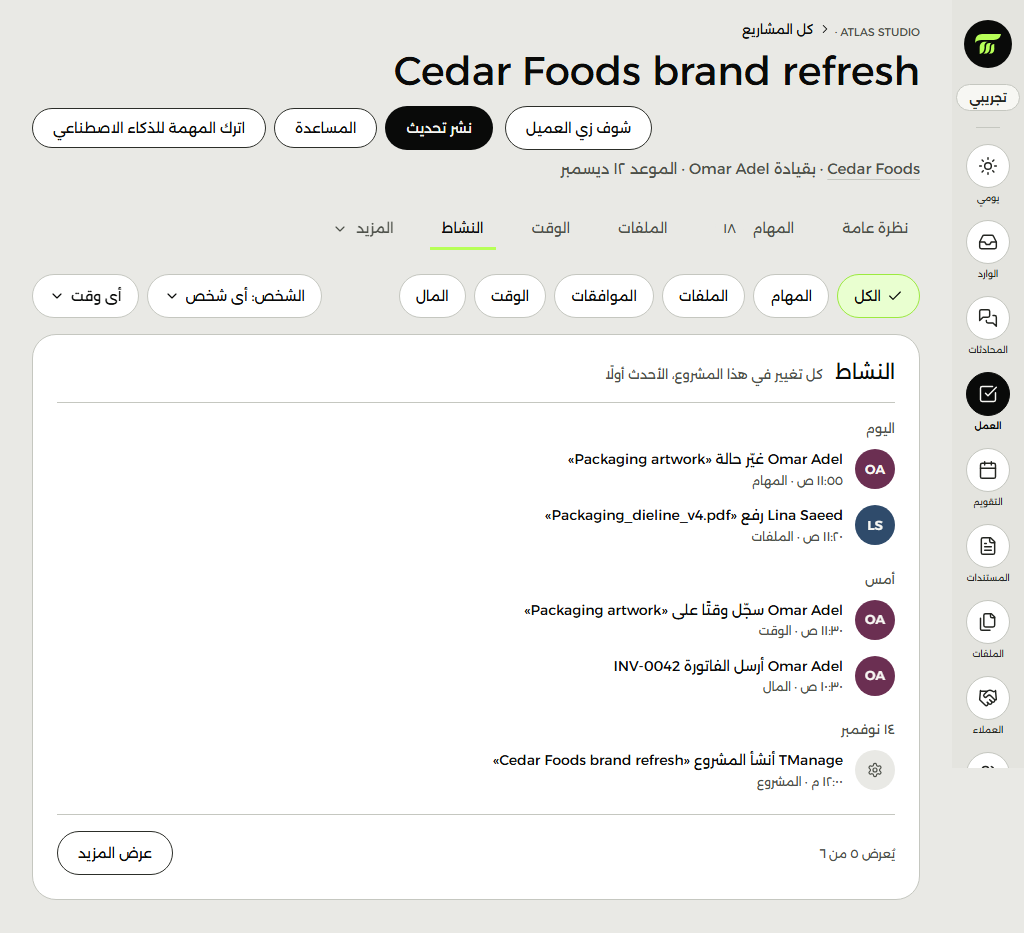 تجريبي
يومي
الوارد
المحادثات
العمل
التقويم
المستندات
الملفات
العملاء
ATLAS STUDIO · › كل المشاريع
Cedar Foods brand refresh
شوف زي العميل
نشر تحديث
المساعدة
اترك المهمة للذكاء الاصطناعي
Cedar Foods · بقيادة Omar Adel · الموعد ١٢ ديسمبر
نظرة عامة
المهام ١٨
الملفات
الوقت
النشاط
المزيد
الكل
المهام
الملفات
الموافقات
الوقت
المال
الشخص: أي شخص
أي وقت
النشاط كل تغيير في هذا المشروع، الأحدث أولًا
اليوم
OA
Omar Adel غيّر حالة «Packaging artwork»
١١:٥٥ ص · المهام
LS
Lina Saeed رفع «Packaging_dieline_v4.pdf»
١١:٢٠ ص · الملفات
أمس
OA
Omar Adel سجّل وقتًا على «Packaging artwork»
١١:٣٠ ص · الوقت
OA
Omar Adel أرسل الفاتورة INV-0042
١٠:٣٠ ص · المال
١٤ نوفمبر
TManage أنشأ المشروع «Cedar Foods brand refresh»
١٢:٠٠ م · المشروع
يُعرض ٥ من ٦
عرض المزيد